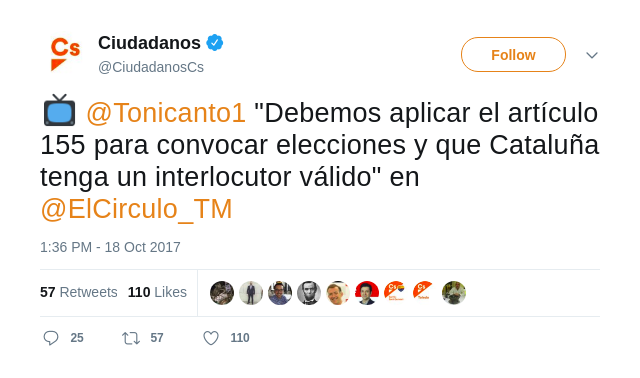 Cs
Ciudadanos
@CiudadanosCs
Follow
@Tonicanto1 "Debemos aplicar el artículo
155 para convocar elecciones y que Cataluña
tenga un interlocutor válido" en
@ElCirculo_TM
1:36 PM - 18 Oct 2017
57 Retweets 110 Likes
25 57 110